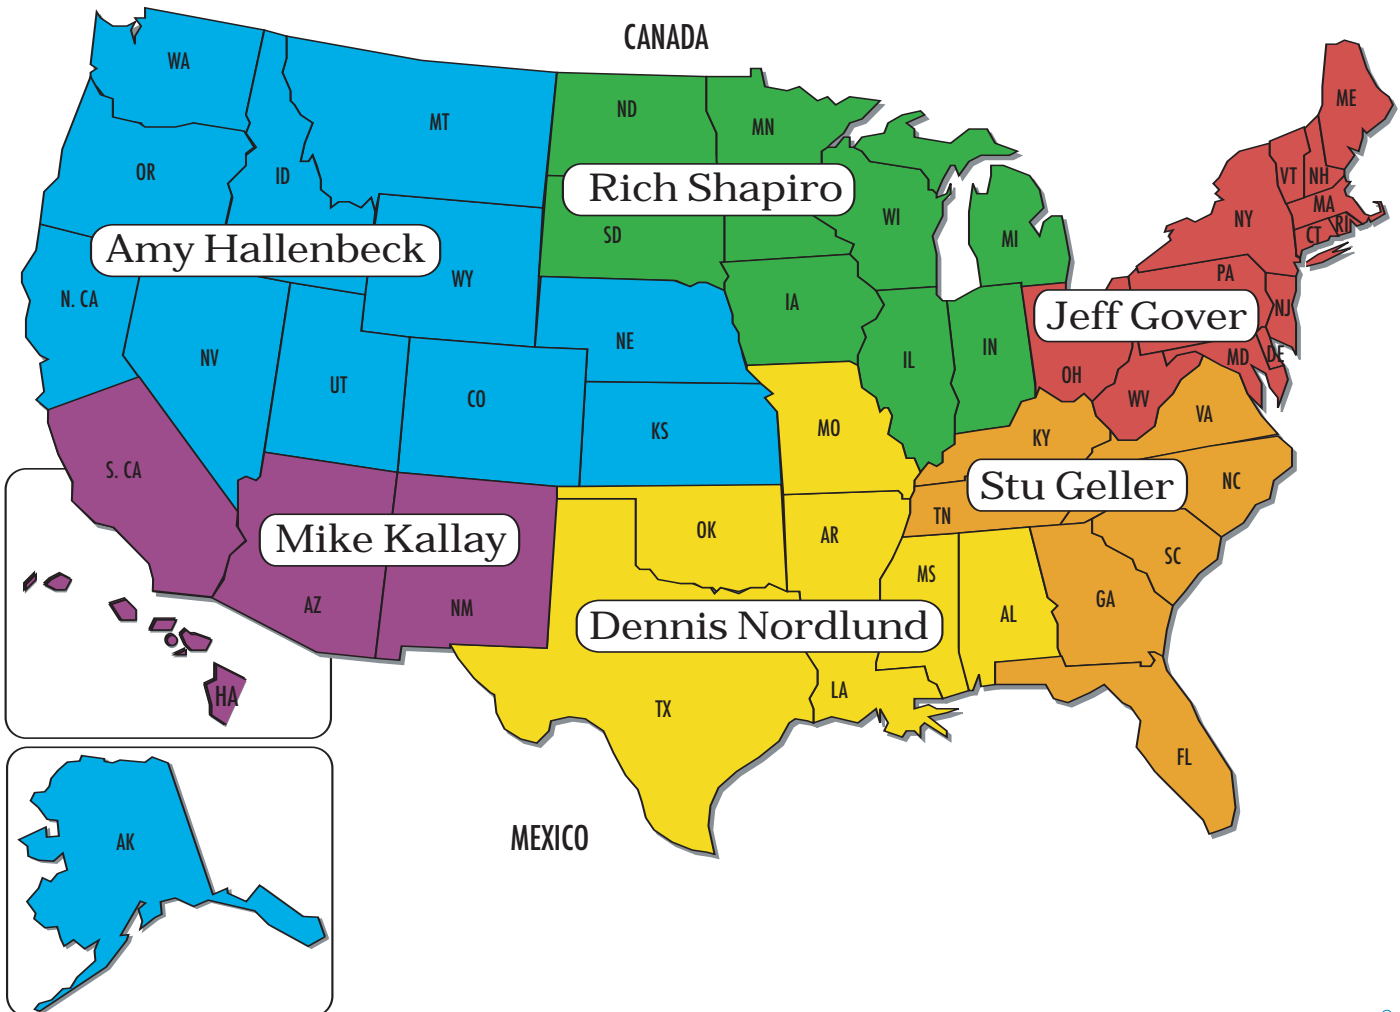 CANADA
WA
MT
ND
MN
ME
OR
ID
VT
NH
Rich Shapiro
MA
WI
NY
RI
SD
CT
MI
Amy Hallenbeck
WY
PA
N. CA
IA
NJ
Jeff Gover
NE
IN
NV
DE
MD
IL
OH
UT
CO
WV
VA
MO
KS
KY
S. CA
NC
Stu Geller
TN
OK
AR
Mike Kallay
SC
MS
GA
AZ
NM
AL
Dennis Nordlund
LA
HA
TX
FL
MEXICO
AK